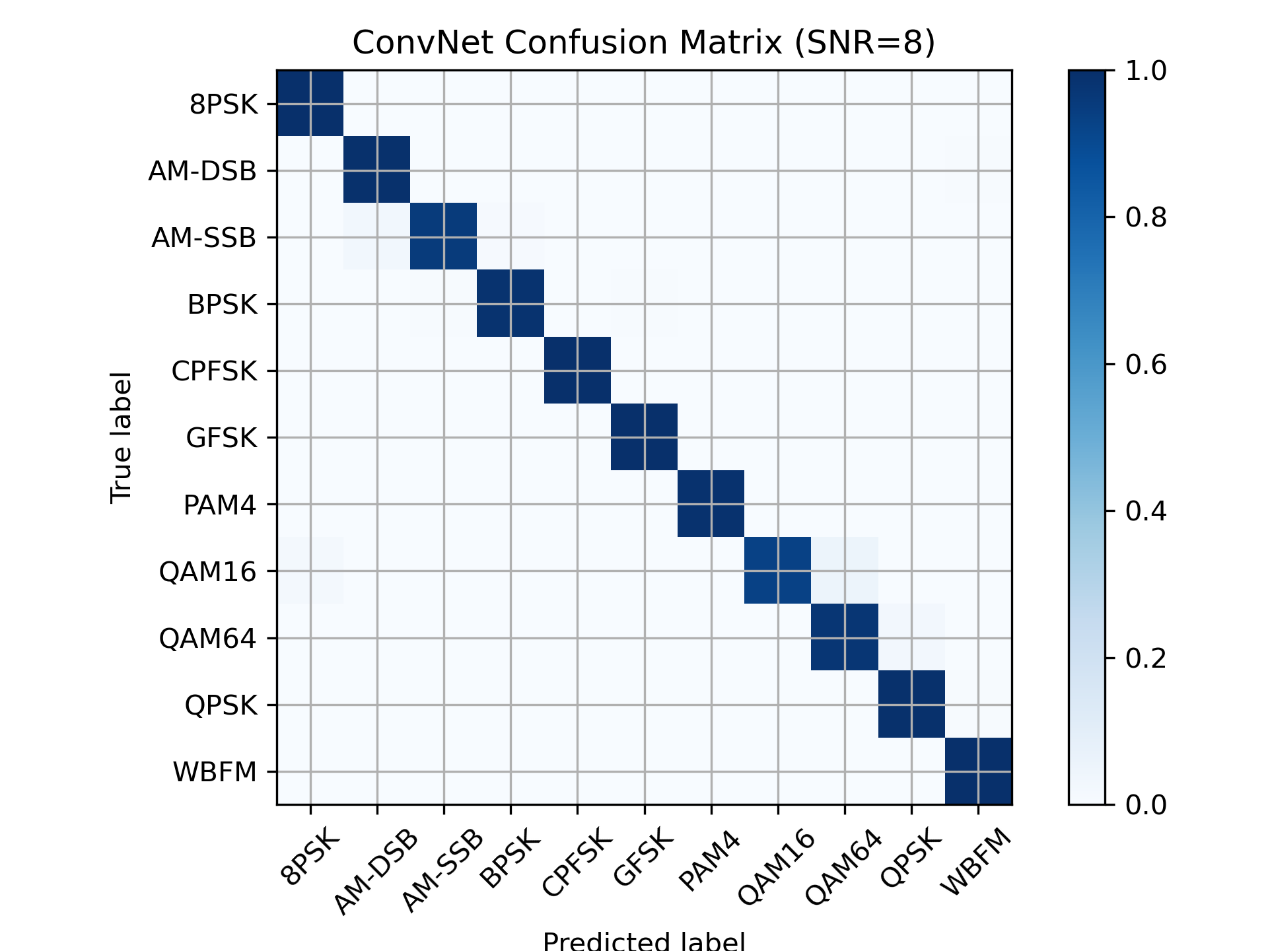 ConvNet Confusion Matrix (SNR=8)
8PSK
AM-DSB
AM-SSB
BPSK
CPFSK
GFSK
PAM4
QAM16
QAM64
QPSK
WBFM
True label
8PSK
AM-DSB
AM-SSB
BPSK
CPFSK
GFSK
PAM4
QAM16
QAM64
QPSK
WBFM
Predicted label
1.0
0.8
0.6
0.4
0.2
0.0